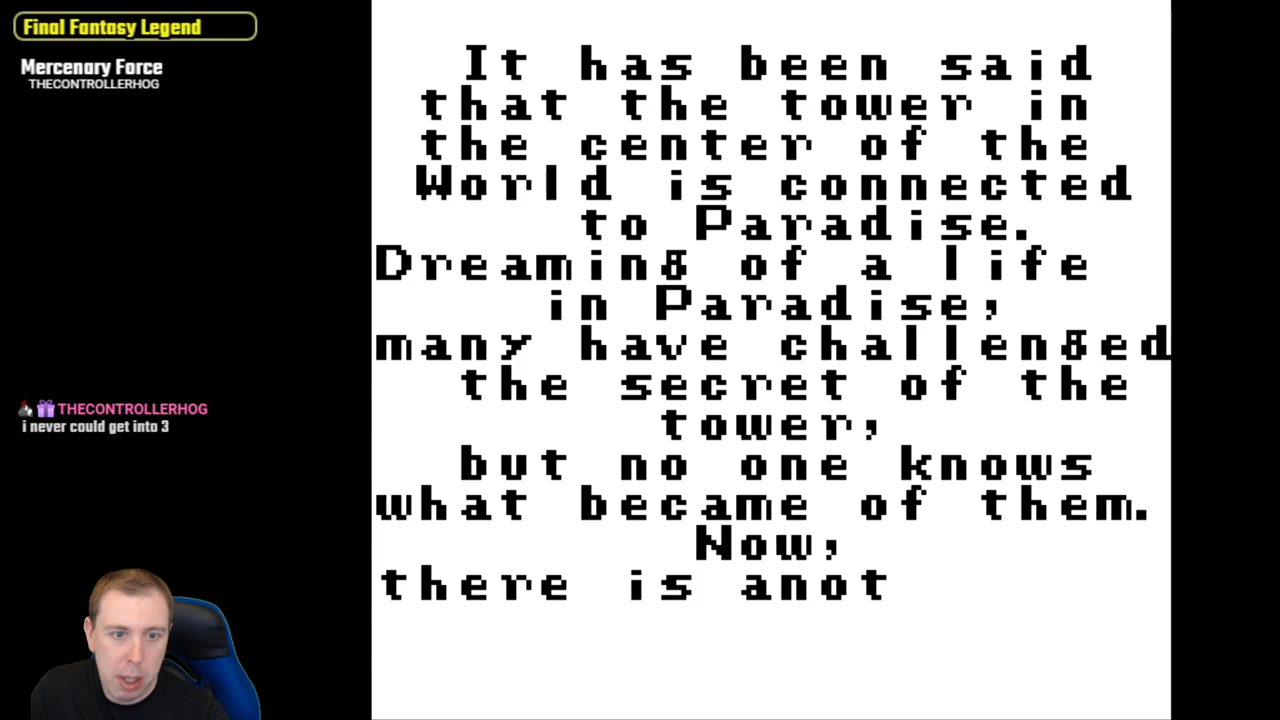 Final Fantasy Legend
Mercenary Force
THECONTROLLERHOG
THECONTROLLERHOG
i never could get into 3
It has been said
that the tower in
the center of the
World is connected
to Paradise.
Dreaming of a life
in Paradise,
many have challenged
the secret of the
tower,
but no one knows
what became of them.
Now,
there is anot